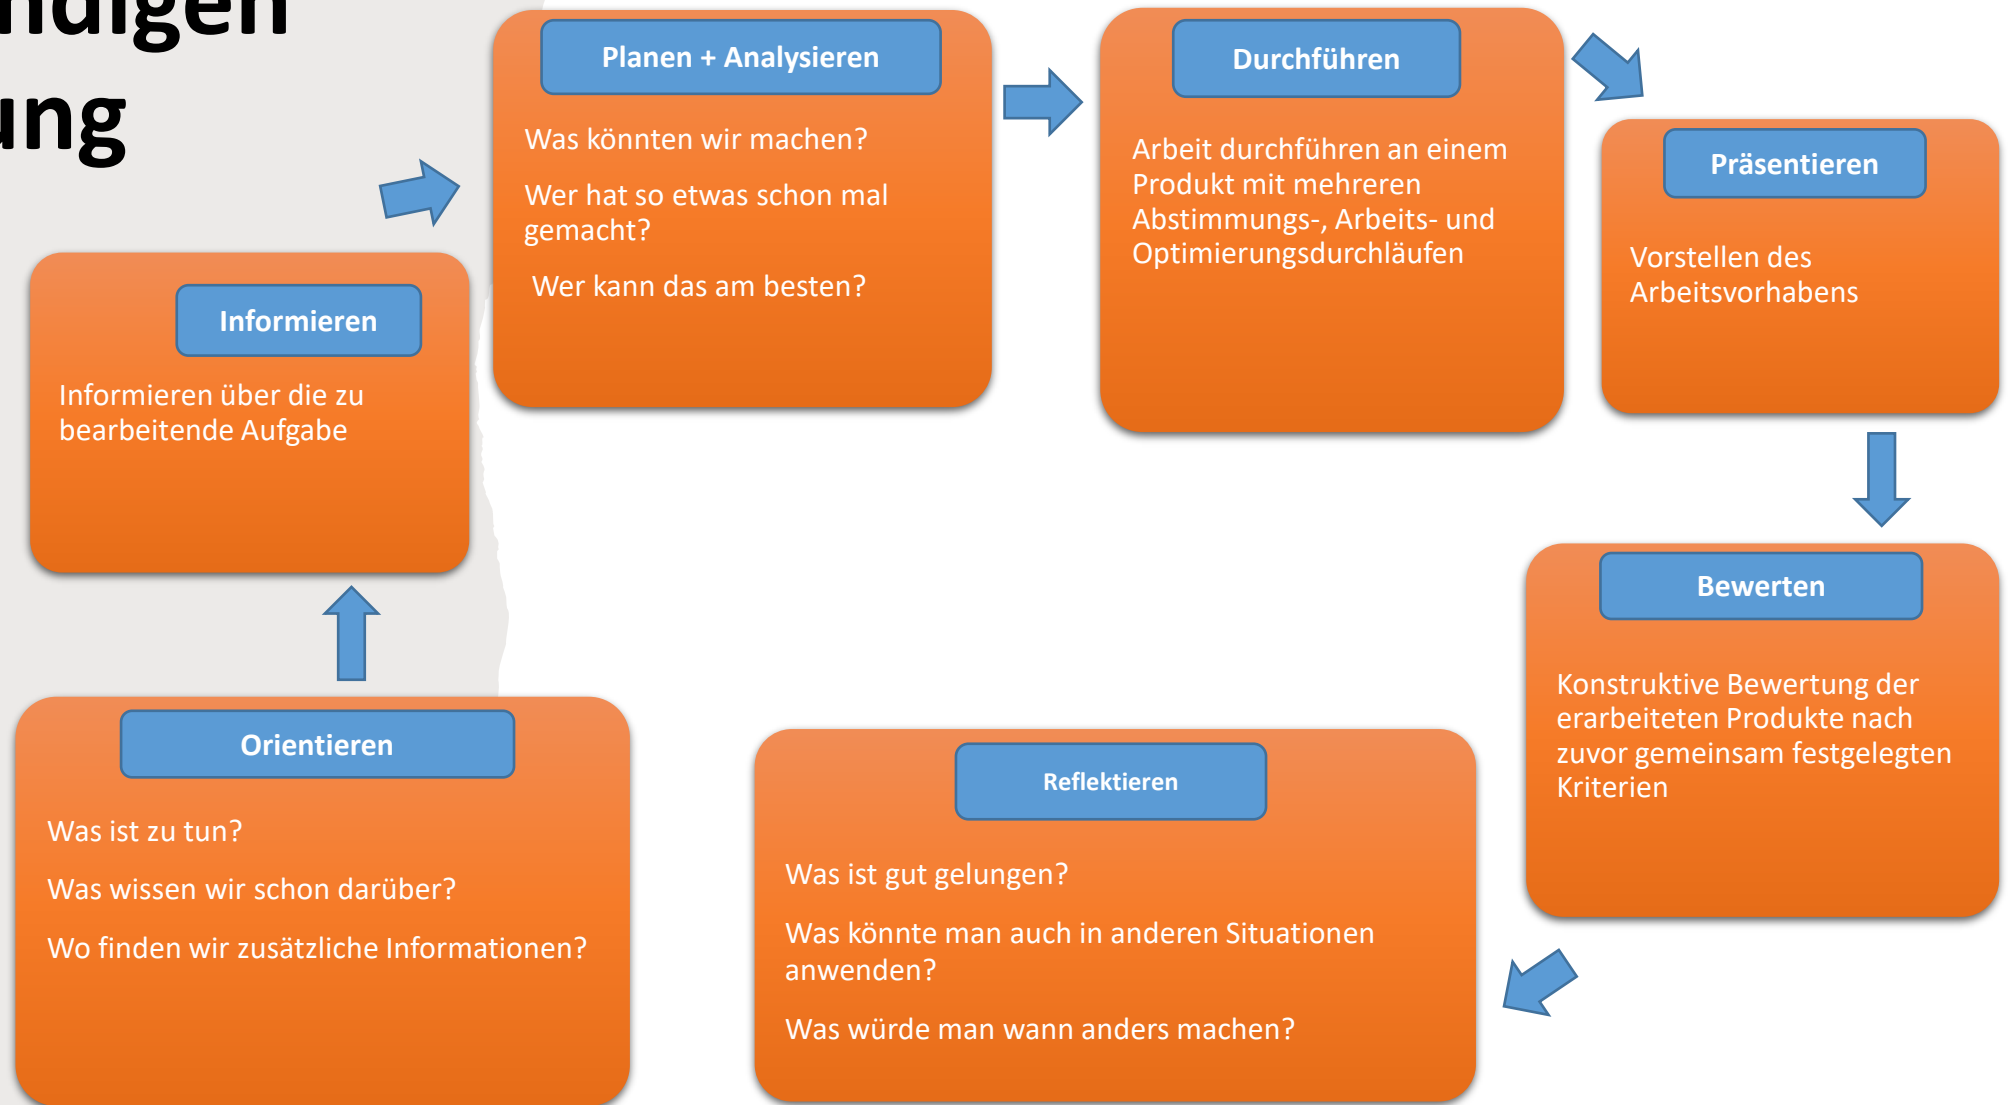 Planen + Analysieren
Was könnten wir machen?
Wer hat so etwas schon mal
gemacht?
Wer kann das am besten?
Durchführen
Arbeit durchführen an einem
Produkt mit mehreren
Abstimmungs-, Arbeits- und
Optimierungsdurchläufen
Präsentieren
Vorstellen des
Arbeitsvorhabens
Informieren
Informieren über die zu
bearbeitende Aufgabe
Bewerten
Konstruktive Bewertung der
erarbeiteten Produkte nach
zuvor gemeinsam festgelegten
Kriterien
Orientieren
Was ist zu tun?
Was wissen wir schon darüber?
Wo finden wir zusätzliche Informationen?
Reflektieren
Was ist gut gelungen?
Was könnte man auch in anderen Situationen
anwenden?
Was würde man wann anders machen?